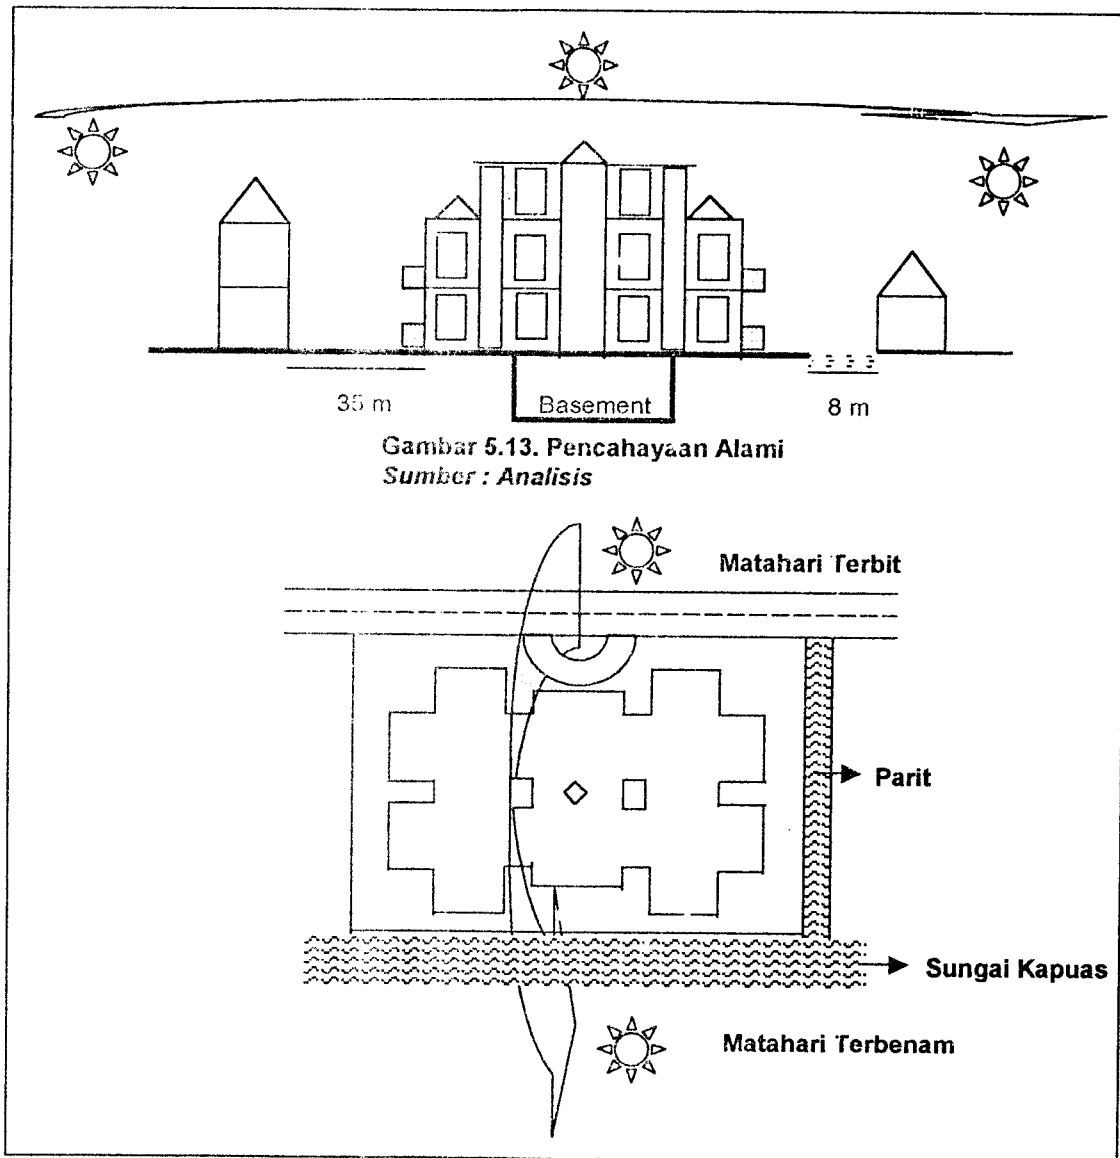 35 m
Basement
8 m
Gambar 5.13. Pencahayaan Alami
Sumber : Analisis
Matahari Terbit
Parit
Sungai Kapuas
Matahari Terbenam